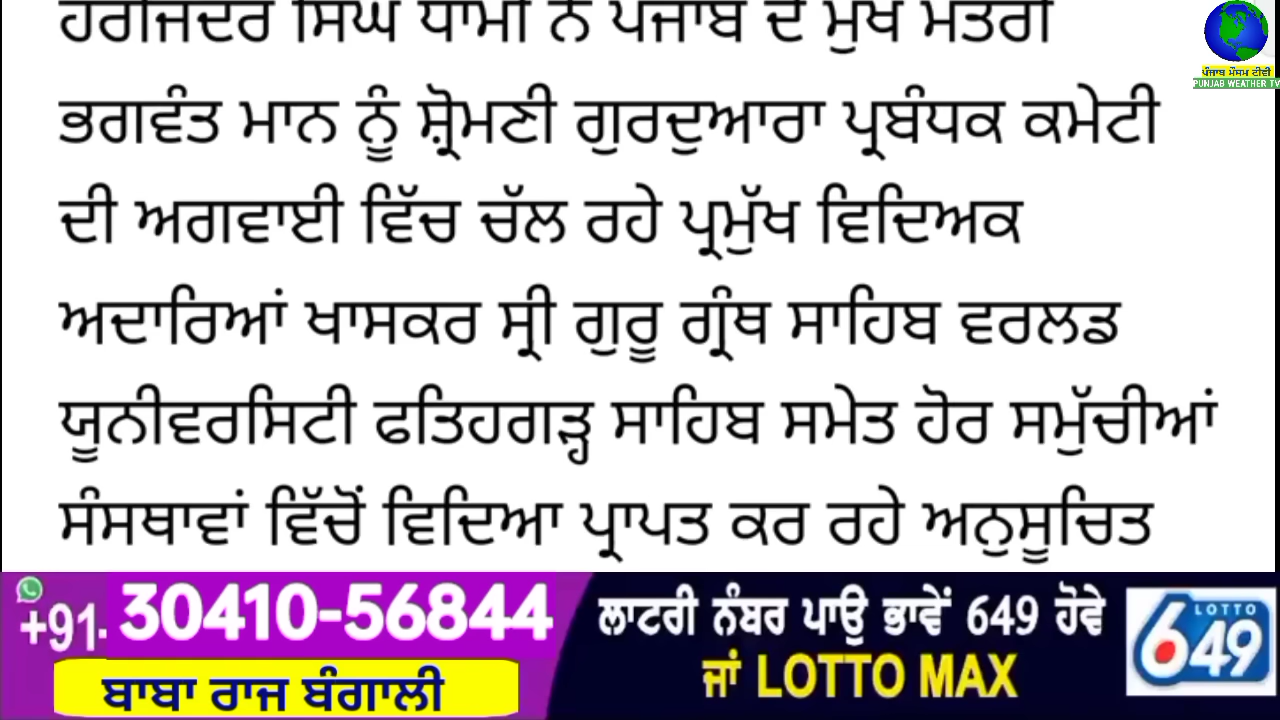 ਹਰਜਿੰਦਰ ਸਿੰਘ ਧਾਮੀ ਨੇ ਪੰਜਾਬ ਦੇ ਮੁੱਖ ਮੰਤਰੀ
ਭਗਵੰਤ ਮਾਨ ਨੂੰ ਸ਼੍ਰੋਮਣੀ ਗੁਰਦੁਆਰਾ ਪ੍ਰਬੰਧਕ ਕਮੇਟੀ
ਦੀ ਅਗਵਾਈ ਵਿੱਚ ਚੱਲ ਰਹੇ ਪ੍ਰਮੁੱਖ ਵਿਦਿਅਕ
ਅਦਾਰਿਆਂ ਖਾਸਕਰ ਸ੍ਰੀ ਗੁਰੂ ਗ੍ਰੰਥ ਸਾਹਿਬ ਵਰਲਡ
ਯੂਨੀਵਰਸਿਟੀ ਫਤਿਹਗੜ੍ਹ ਸਾਹਿਬ ਸਮੇਤ ਹੋਰ ਸਮੁੱਚੀਆਂ
ਸੰਸਥਾਵਾਂ ਵਿੱਚੋਂ ਵਿਦਿਆ ਪ੍ਰਾਪਤ ਕਰ ਰਹੇ ਅਨੁਸੂਚਿਤ
ਪੰਜਾਬ ਮੌਸਮ ਟੀਵੀ
PUNJAB WEATHER TV
+91- 30410-56844
ਬਾਬਾ ਰਾਜ ਬੰਗਾਲੀ
ਲਾਟਰੀ ਨੰਬਰ ਪਾਉ ਭਾਵੇਂ 649 ਹੋਵੇ
ਜਾਂ LOTTO MAX
LOTTO
649